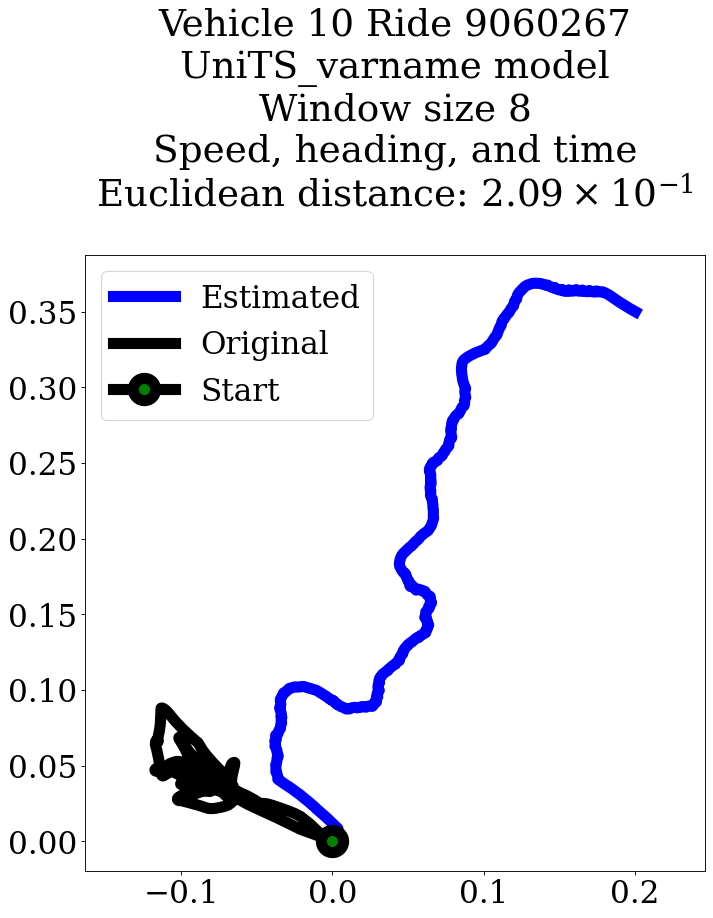 Vehicle 10 Ride 9060267
UniTS_varname model
Window size 8
Speed, heading, and time
Euclidean distance: 2.09 × 10⁻¹
Estimated
Original
Start
0.35
0.30
0.25
0.20
0.15
0.10
0.05
0.00
−0.1
0.0
0.1
0.2